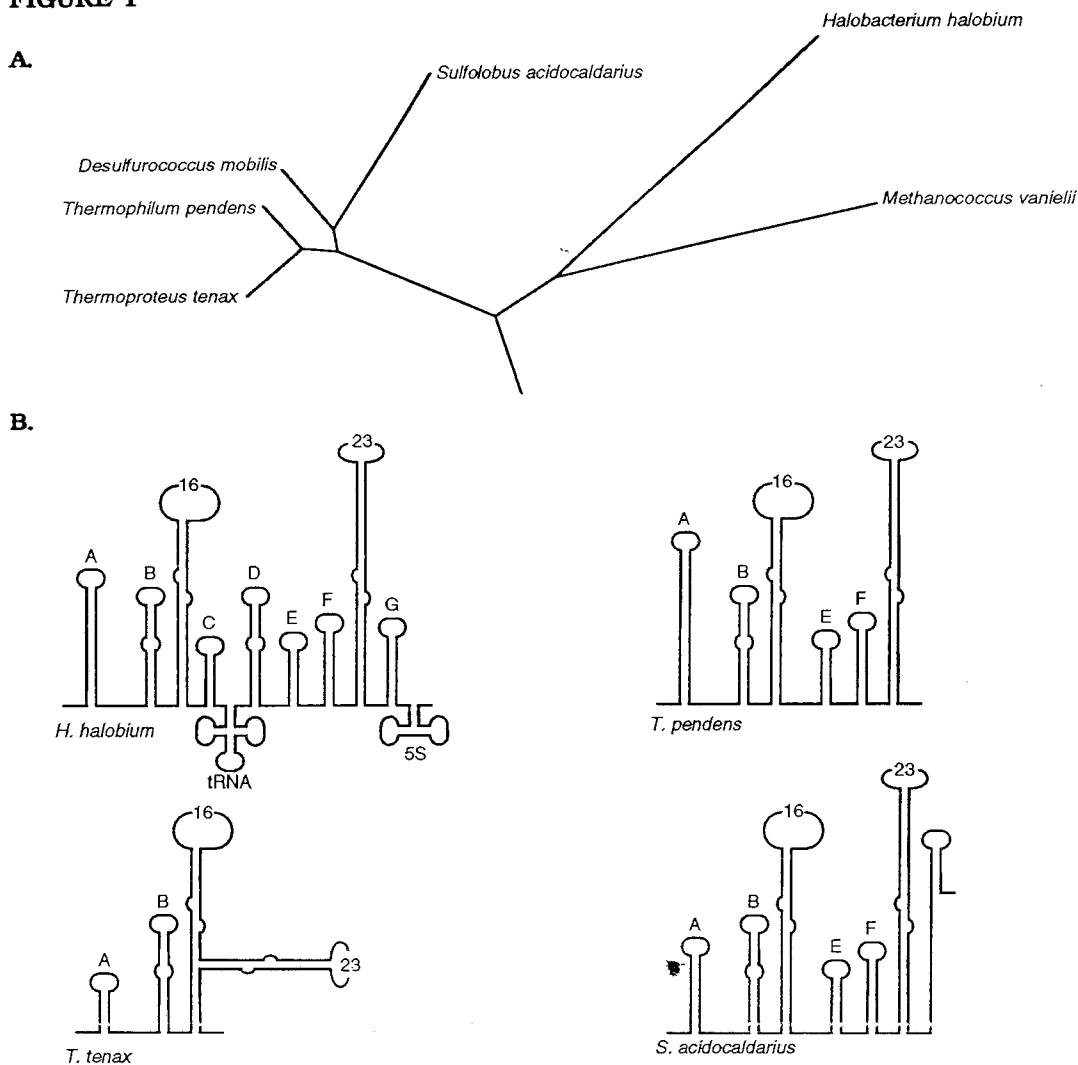 FIGURE 1
A.
Halobacterium halobium
Sulfolobus acidocaldarius
Desulfurococcus mobilis
Thermophilum pendens
Methanococcus vanielii
Thermoproteus tenax
B.
16
23
A
B
C
D
E
F
G
H. halobium
tRNA
5S
16
23
A
B
E
F
T. pendens
16
A
B
23
T. tenax
16
23
A
B
E
F
S. acidocaldarius